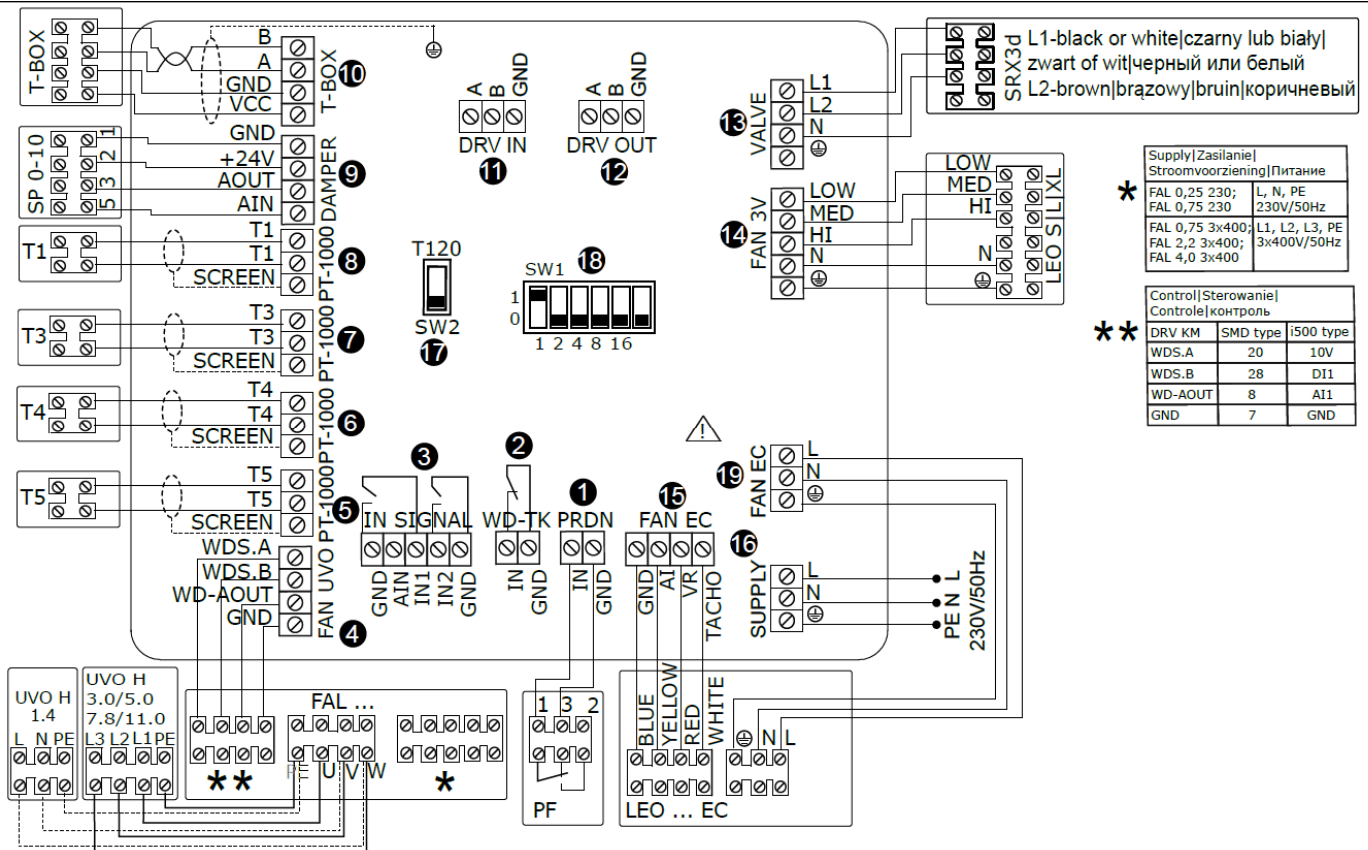 T-BOX
B
A
GND
VCC
T-BOX
10
SP 0-10
1
2
3
5
GND
+24V
AOUT
AIN
DAMPER
9
T1
T1
T1
SCREEN
PT-1000
8
T3
T3
T3
SCREEN
PT-1000
7
T4
T4
T4
SCREEN
PT-1000
6
T5
T5
T5
SCREEN
PT-1000
5
WDS.A
WDS.B
WD-AOUT
GND
FAN UVO
4
A
B
GND
DRV IN
11
A
B
GND
DRV OUT
12
T120
SW2
17
SW1
18
1
0
1 2 4 8 16
3
IN SIGNAL
GND
AIN
IN1
IN2
GND
2
WD-TK
IN
GND
1
PRDN
IN
GND
15
FAN EC
GND
AI
VR
TACHO
13
VALVE
L1
L2
N
SRX3d
L1-black or white|czarny lub biały|
zwart of wit|черный или белый
L2-brown|brązowy|bruin|коричневый
14
FAN 3V
LOW
MED
HI
N
LOW
MED
HI
N
LEO S|L|XL
19
FAN EC
L
N
16
SUPPLY
L
N
PE N L
230V/50Hz
*
Supply|Zasilanie|
Stroomvoorziening|Питание
FAL 0,25 230;
FAL 0,75 230
L, N, PE
230V/50Hz
FAL 0,75 3x400;
FAL 2,2 3x400;
FAL 4,0 3x400
L1, L2, L3, PE
3x400V/50Hz
**
Control|Sterowanie|
Controle|контроль
DRV KM SMD type i500 type
WDS.A 20 10V
WDS.B 28 DI1
WD-AOUT 8 AI1
GND 7 GND
UVO H
1.4
L N PE
UVO H
3.0/5.0
7.8/11.0
L3 L2 L1 PE
FAL ...
**
PE U V W
*
1 3 2
PF
BLUE
YELLOW
RED
WHITE
N L
LEO ... EC